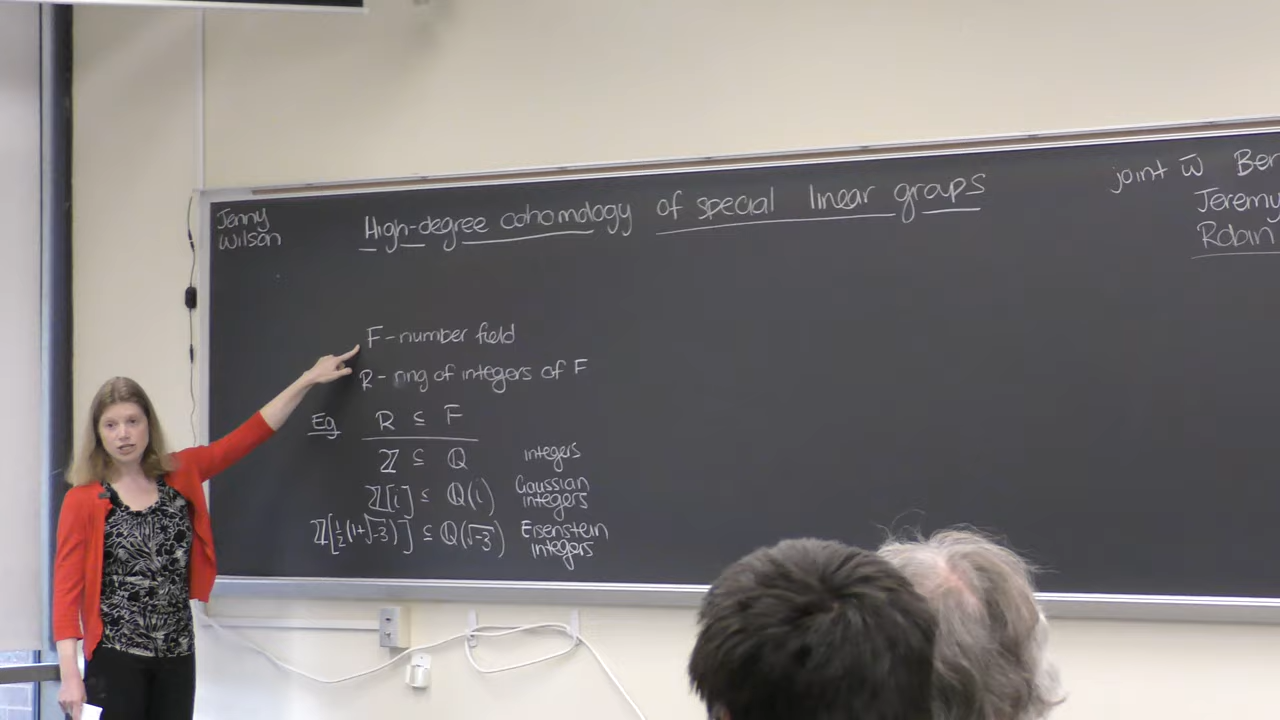 Jenny
Wilson
High-degree cohomology of special linear groups
joint w̄ Ber
Jeremy
Robin
F - number field
R - ring of integers of F
Eg R ⊆ F
ℤ ⊆ ℚ integers
ℤ[i] ⊆ ℚ(i) Gaussian integers
ℤ[½(1+√-3)] ⊆ ℚ(√-3) Eisenstein integers